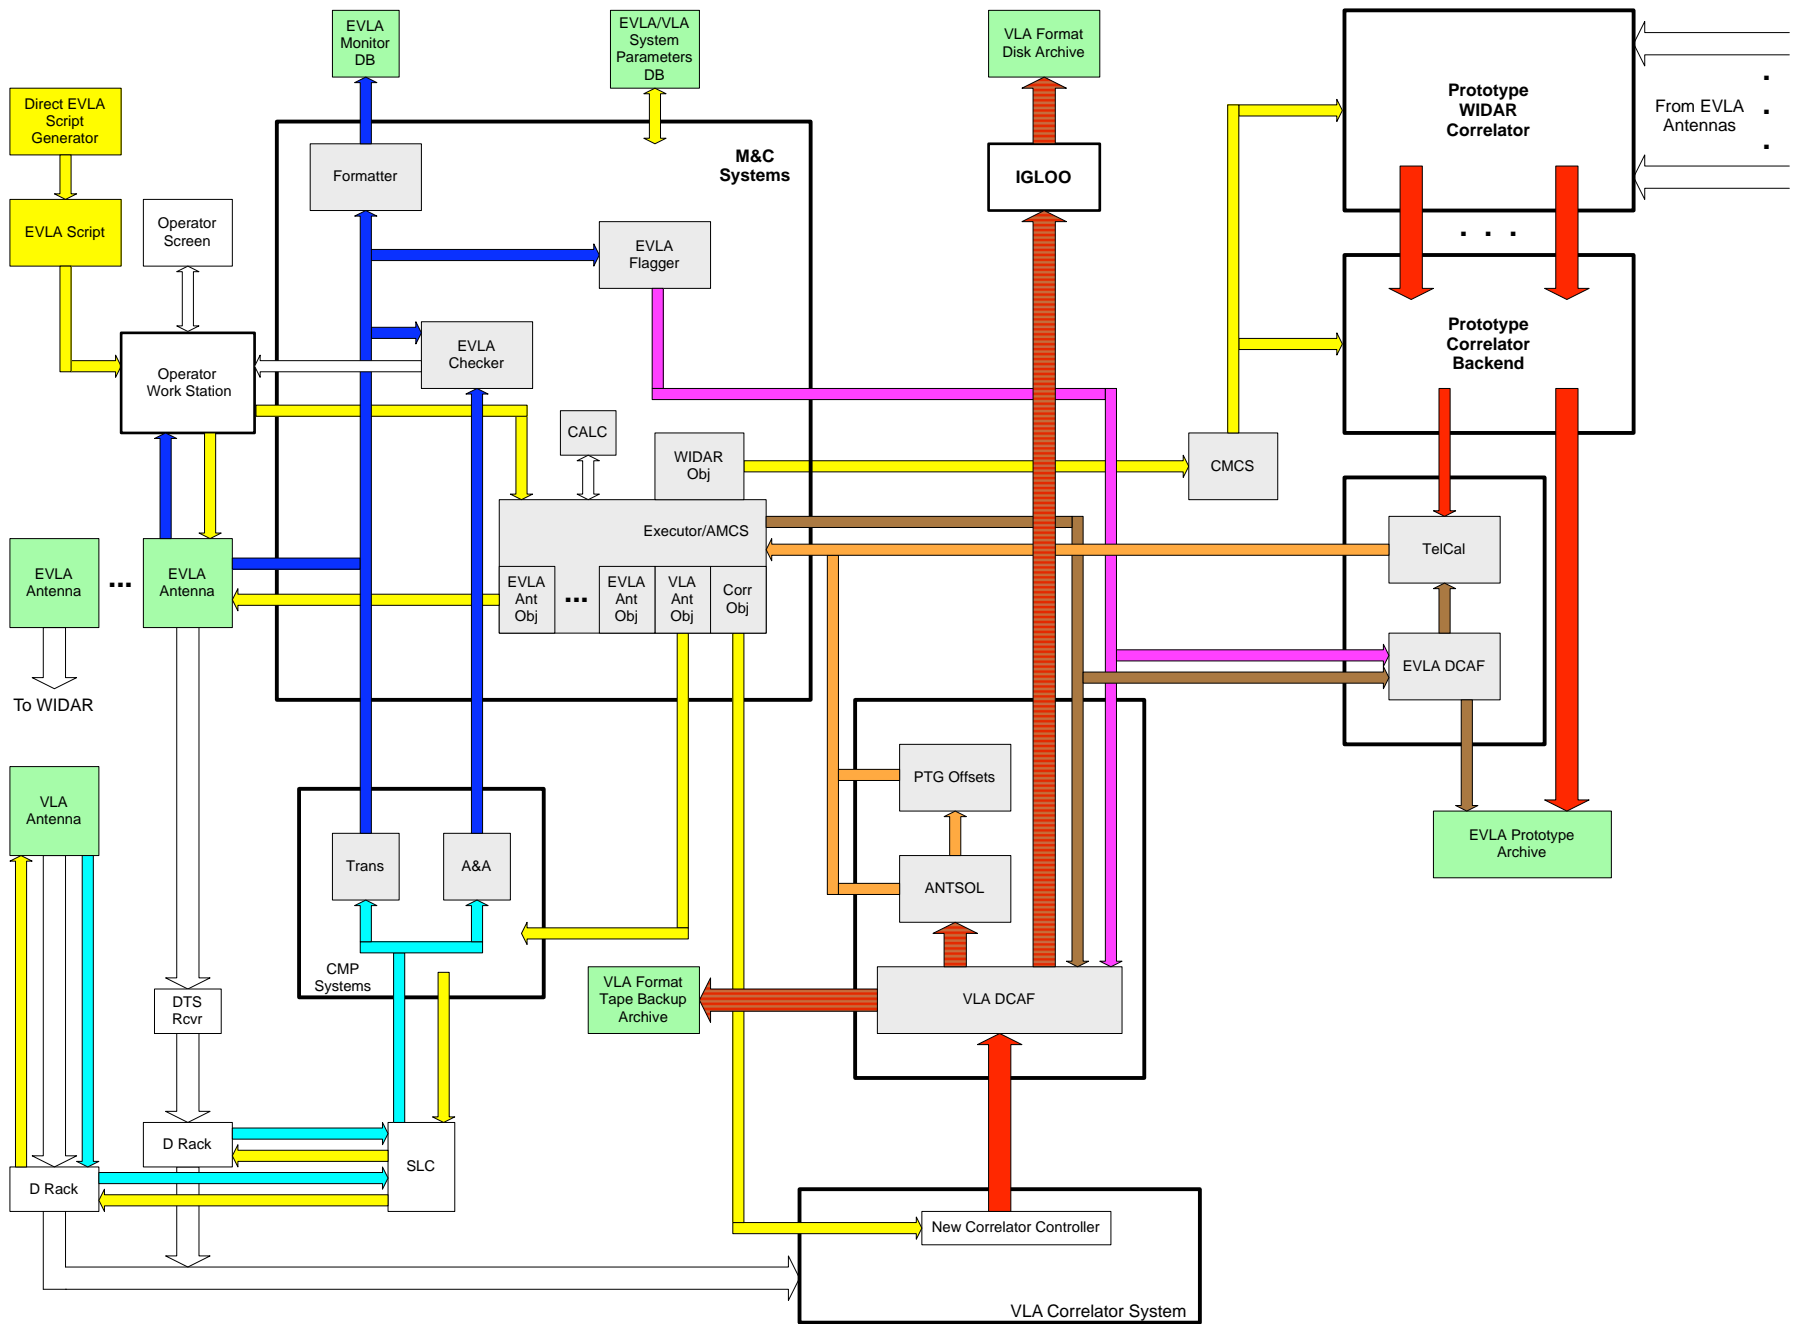 EVLA
Monitor
DB
EVLA/VLA
System
Parameters
DB
VLA Format
Disk Archive
Prototype
WIDAR
Correlator
From EVLA
Antennas
Direct EVLA
Script
Generator
M&C
Systems
Formatter
IGLOO
EVLA Script
Operator
Screen
EVLA
Flagger
. . .
Prototype
Correlator
Backend
EVLA
Checker
Operator
Work Station
CALC
WIDAR
Obj
CMCS
Executor/AMCS
TelCal
EVLA
Antenna
...
EVLA
Antenna
EVLA
Ant
Obj
...
EVLA
Ant
Obj
VLA
Ant
Obj
Corr
Obj
EVLA DCAF
To WIDAR
PTG Offsets
VLA
Antenna
EVLA Prototype
Archive
Trans
A&A
ANTSOL
CMP
Systems
VLA Format
Tape Backup
Archive
VLA DCAF
DTS
Rcvr
D Rack
SLC
D Rack
New Correlator Controller
VLA Correlator System